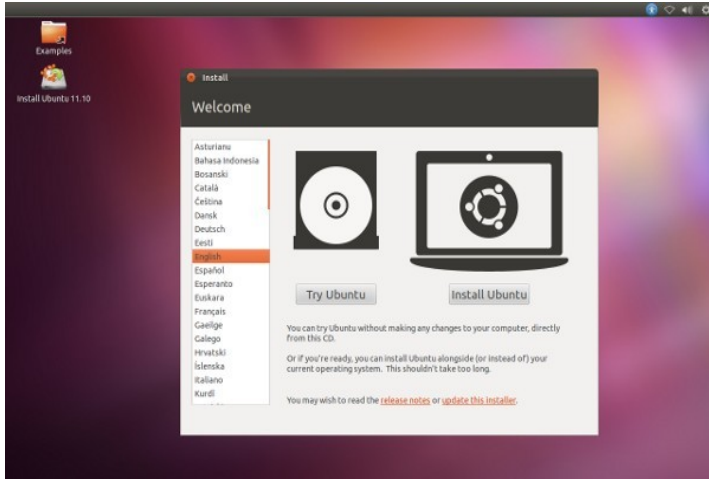 Examples
Install Ubuntu 11.10
Install
Welcome
Asturianu
Bahasa Indonesia
Bosanski
Català
Čeština
Dansk
Deutsch
Eesti
English
Español
Esperanto
Euskara
Français
Gaeilge
Galego
Hrvatski
Íslenska
Italiano
Kurdî
Try Ubuntu
Install Ubuntu
You can try Ubuntu without making any changes to your computer, directly
from this CD.
Or if you're ready, you can install Ubuntu alongside (or instead of) your
current operating system. This shouldn't take too long.
You may wish to read the release notes or update this installer.